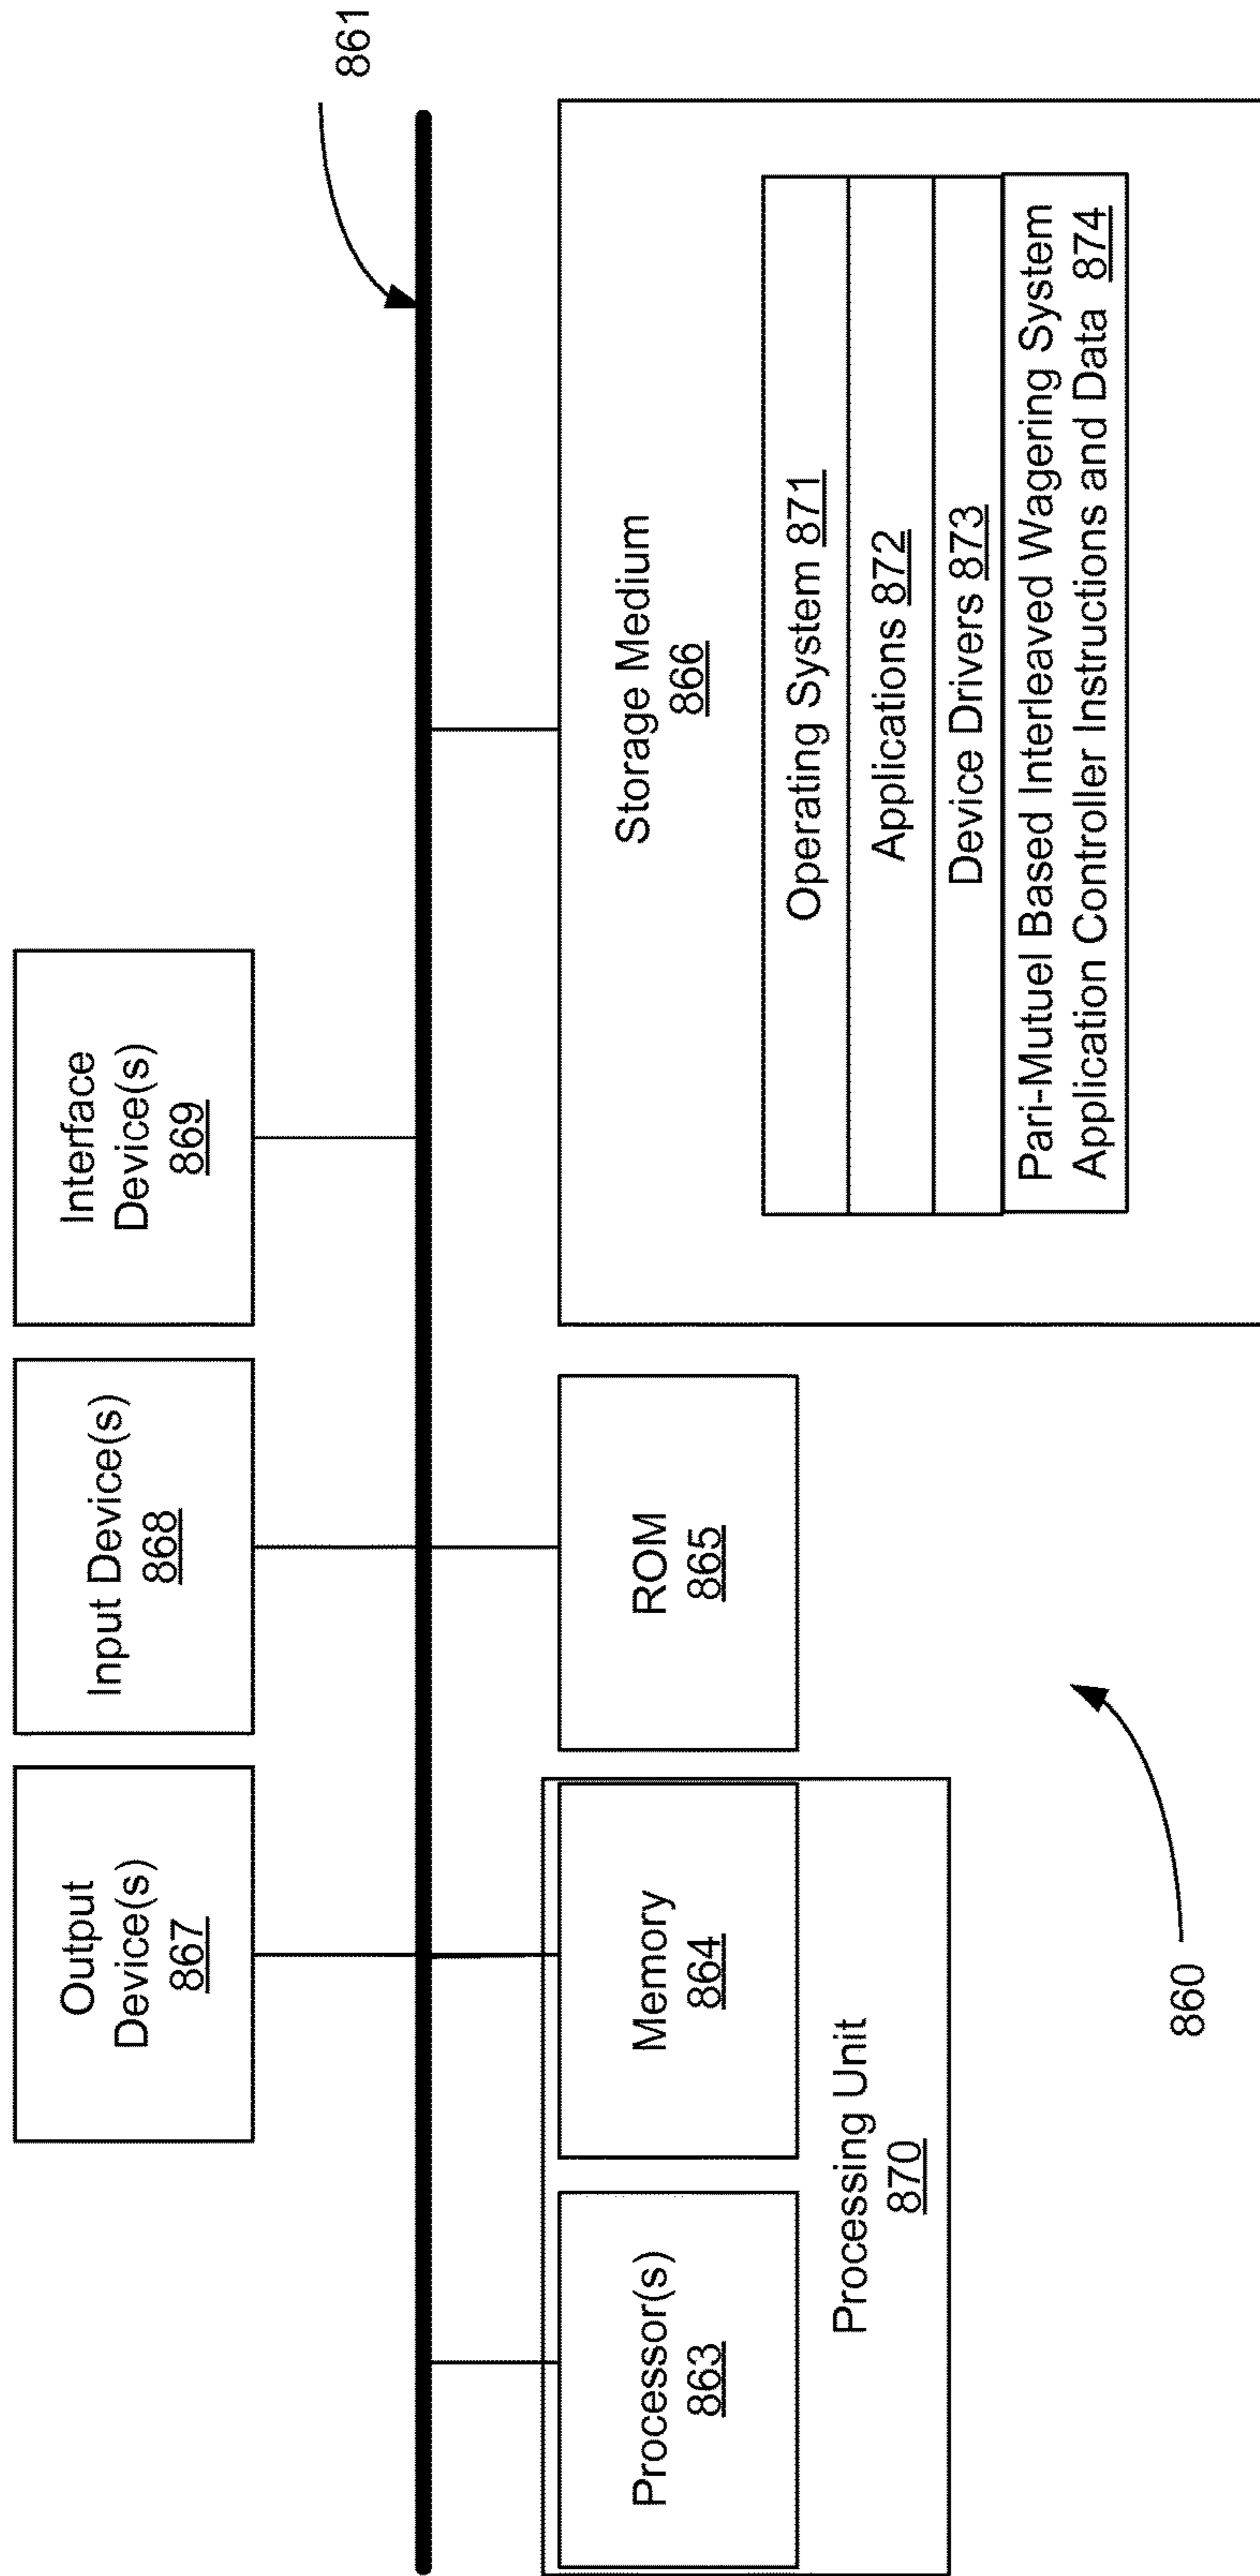 861
Output
Device(s)
867
Input Device(s)
868
Interface
Device(s)
869
Processor(s)
863
Memory
864
Processing Unit
870
ROM
865
Storage Medium
866
Operating System 871
Applications 872
Device Drivers 873
Pari-Mutuel Based Interleaved Wagering System
Application Controller Instructions and Data 874
860